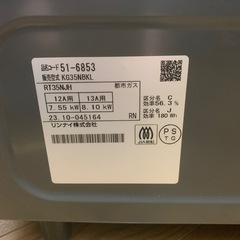 品名コード 51-6853
販売型式 KG35NBKL
RT35NJH 都市ガス
12A用 13A用
7.55 kW 8.10 kW
23.10-045164 RN
リンナイ株式会社
区分名 C
効率56.3 %
区分名 J
効率 180 Wh
PS
TG